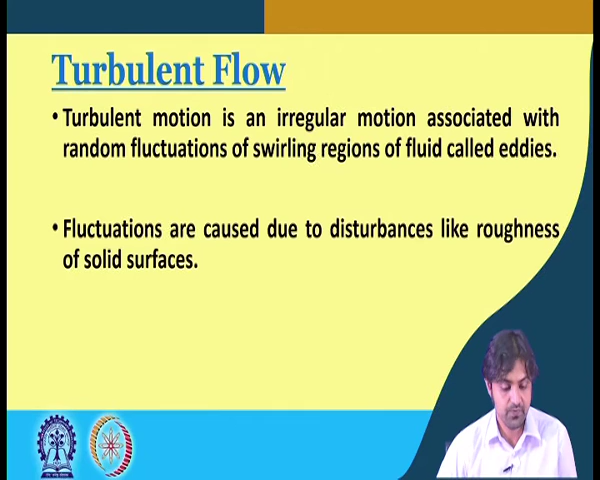 Turbulent Flow
• Turbulent motion is an irregular motion associated with
random fluctuations of swirling regions of fluid called eddies.
• Fluctuations are caused due to disturbances like roughness
of solid surfaces.